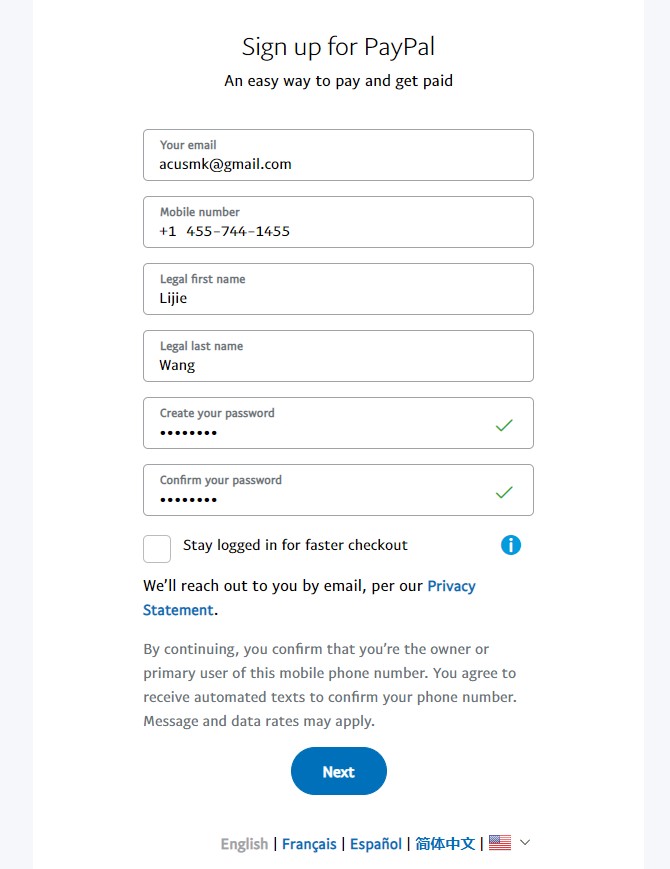 Sign up for PayPal
An easy way to pay and get paid
Your email
acusmk@gmail.com
Mobile number
+1 455-744-1455
Legal first name
Lijie
Legal last name
Wang
Create your password
••••••••
Confirm your password
••••••••
Stay logged in for faster checkout
We’ll reach out to you by email, per our Privacy
Statement.
By continuing, you confirm that you’re the owner or
primary user of this mobile phone number. You agree to
receive automated texts to confirm your phone number.
Message and data rates may apply.
Next
English | Français | Español | 简体中文 |